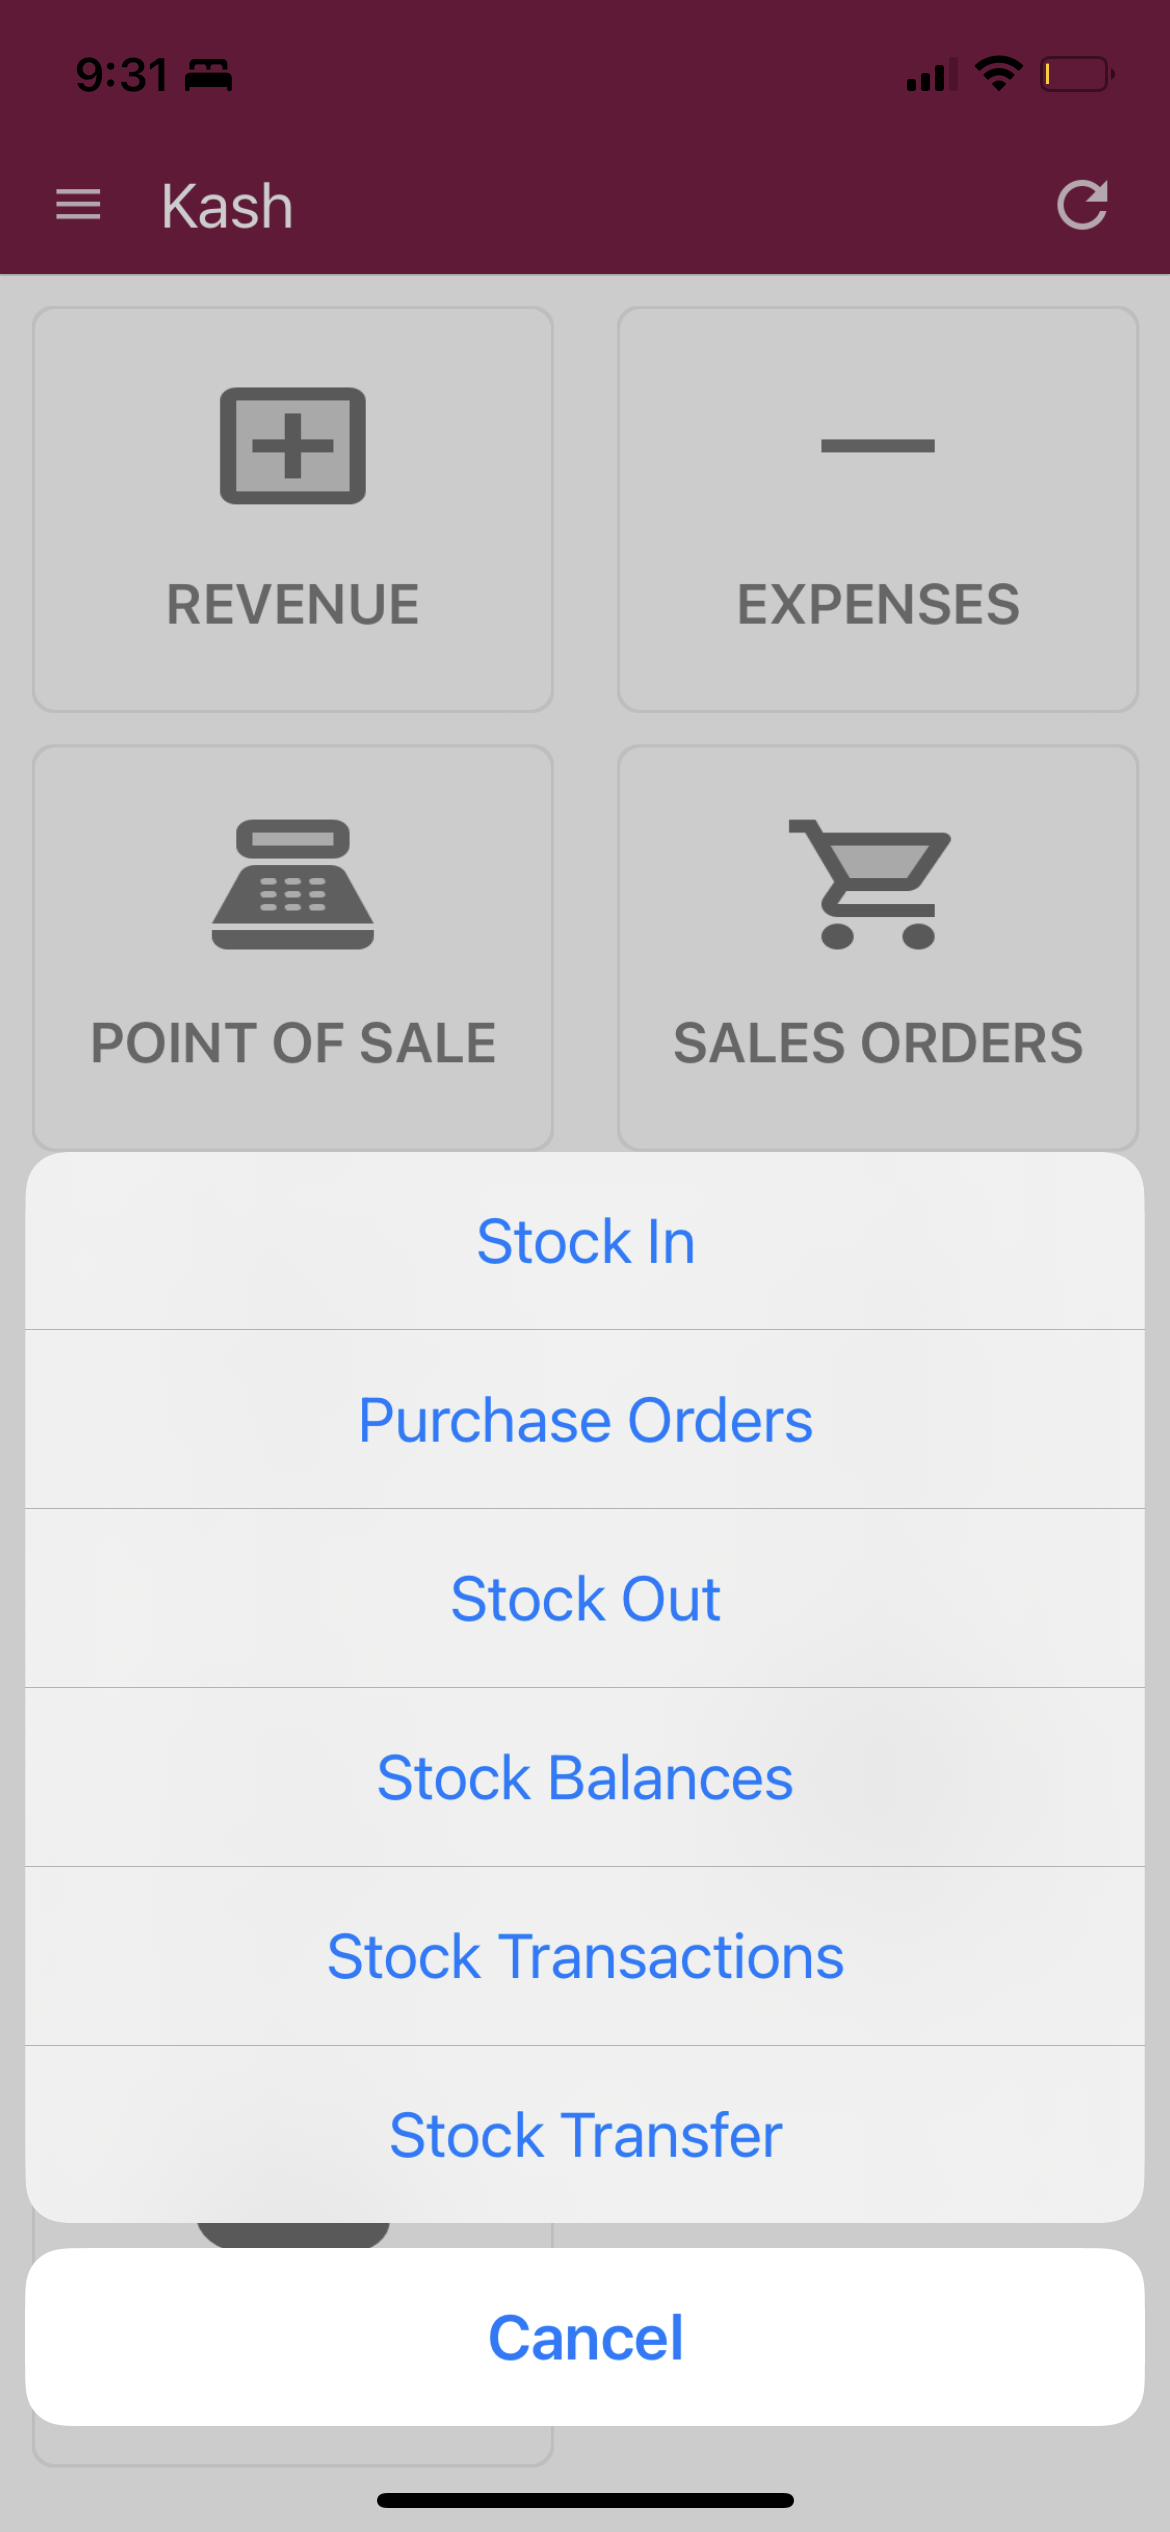 9:31
Kash
REVENUE
EXPENSES
POINT OF SALE
SALES ORDERS
Stock In
Purchase Orders
Stock Out
Stock Balances
Stock Transactions
Stock Transfer
Cancel